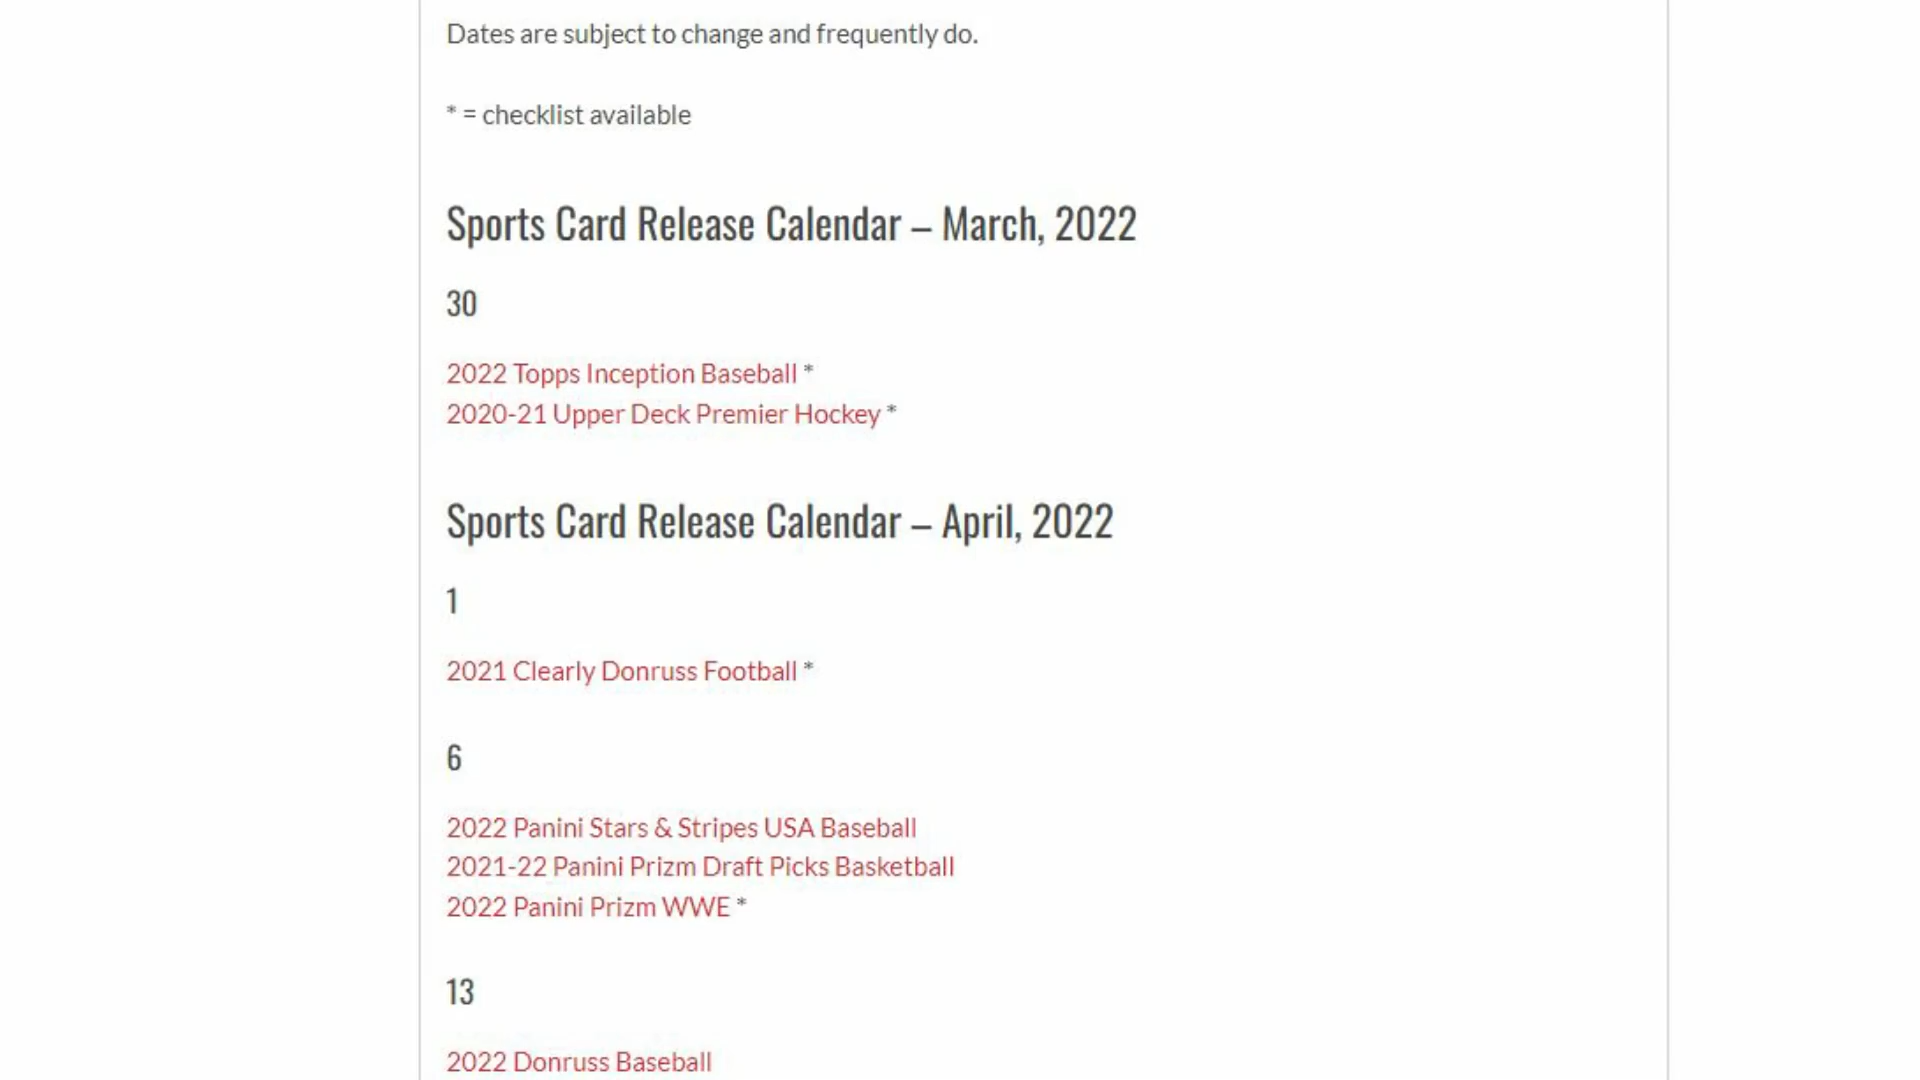 Dates are subject to change and frequently do.
* = checklist available
Sports Card Release Calendar – March, 2022
30
2022 Topps Inception Baseball *
2020-21 Upper Deck Premier Hockey *
Sports Card Release Calendar – April, 2022
1
2021 Clearly Donruss Football *
6
2022 Panini Stars & Stripes USA Baseball
2021-22 Panini Prizm Draft Picks Basketball
2022 Panini Prizm WWE *
13
2022 Donruss Baseball